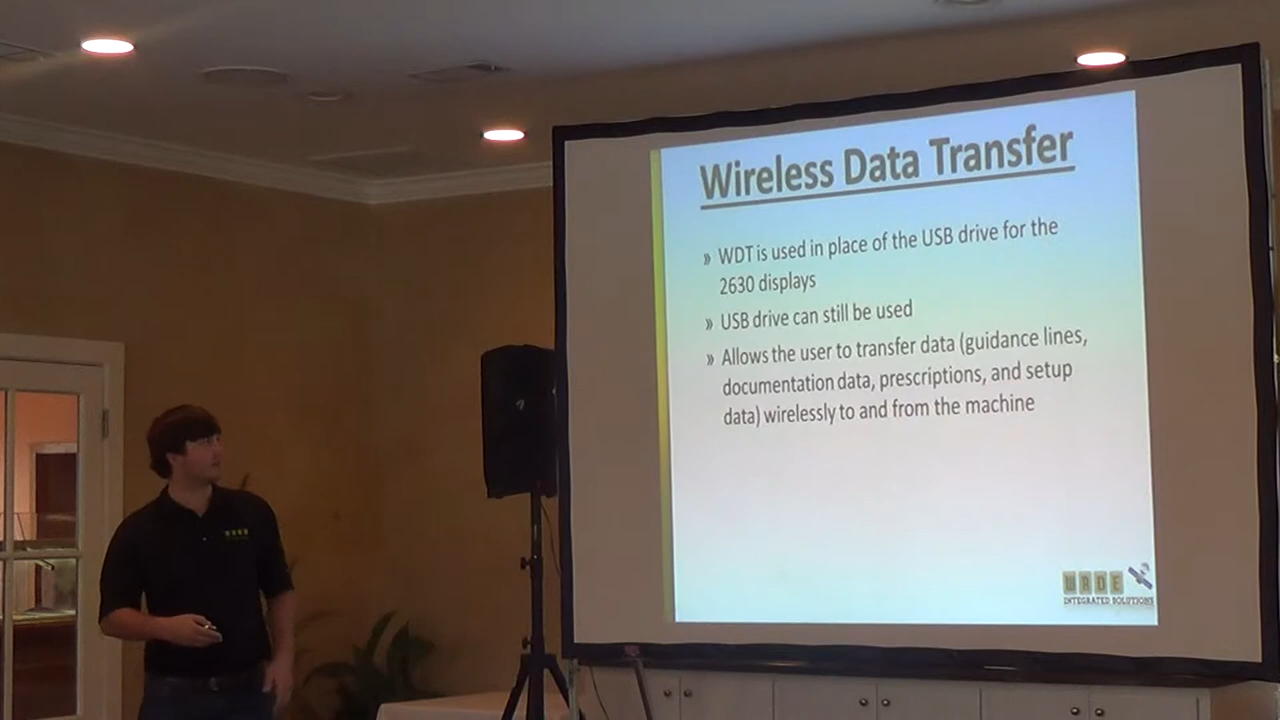 Wireless Data Transfer
» WDT is used in place of the USB drive for the
2630 displays
» USB drive can still be used
» Allows the user to transfer data (guidance lines,
documentation data, prescriptions, and setup
data) wirelessly to and from the machine
WADE
INTEGRATED SOLUTIONS